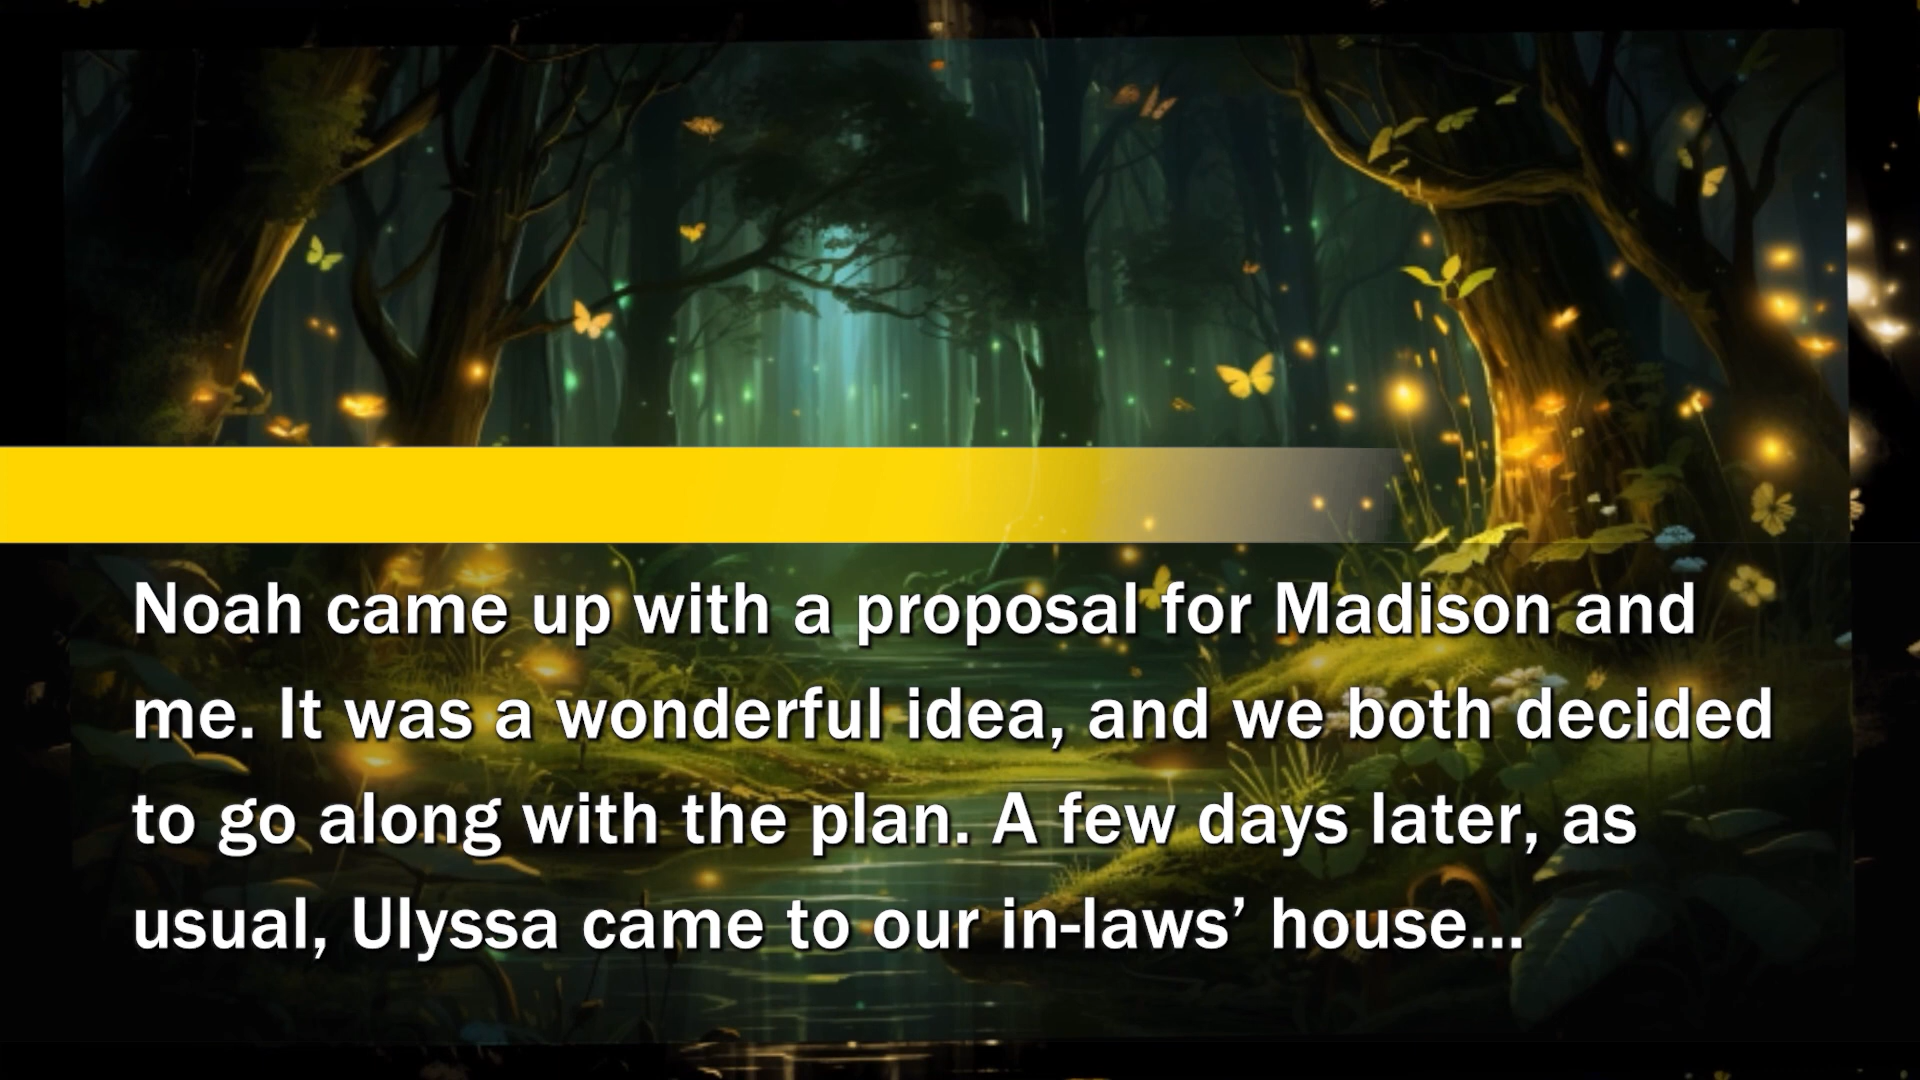 Noah came up with a proposal for Madison and
me. It was a wonderful idea, and we both decided
to go along with the plan. A few days later, as
usual, Ulyssa came to our in-laws’ house...